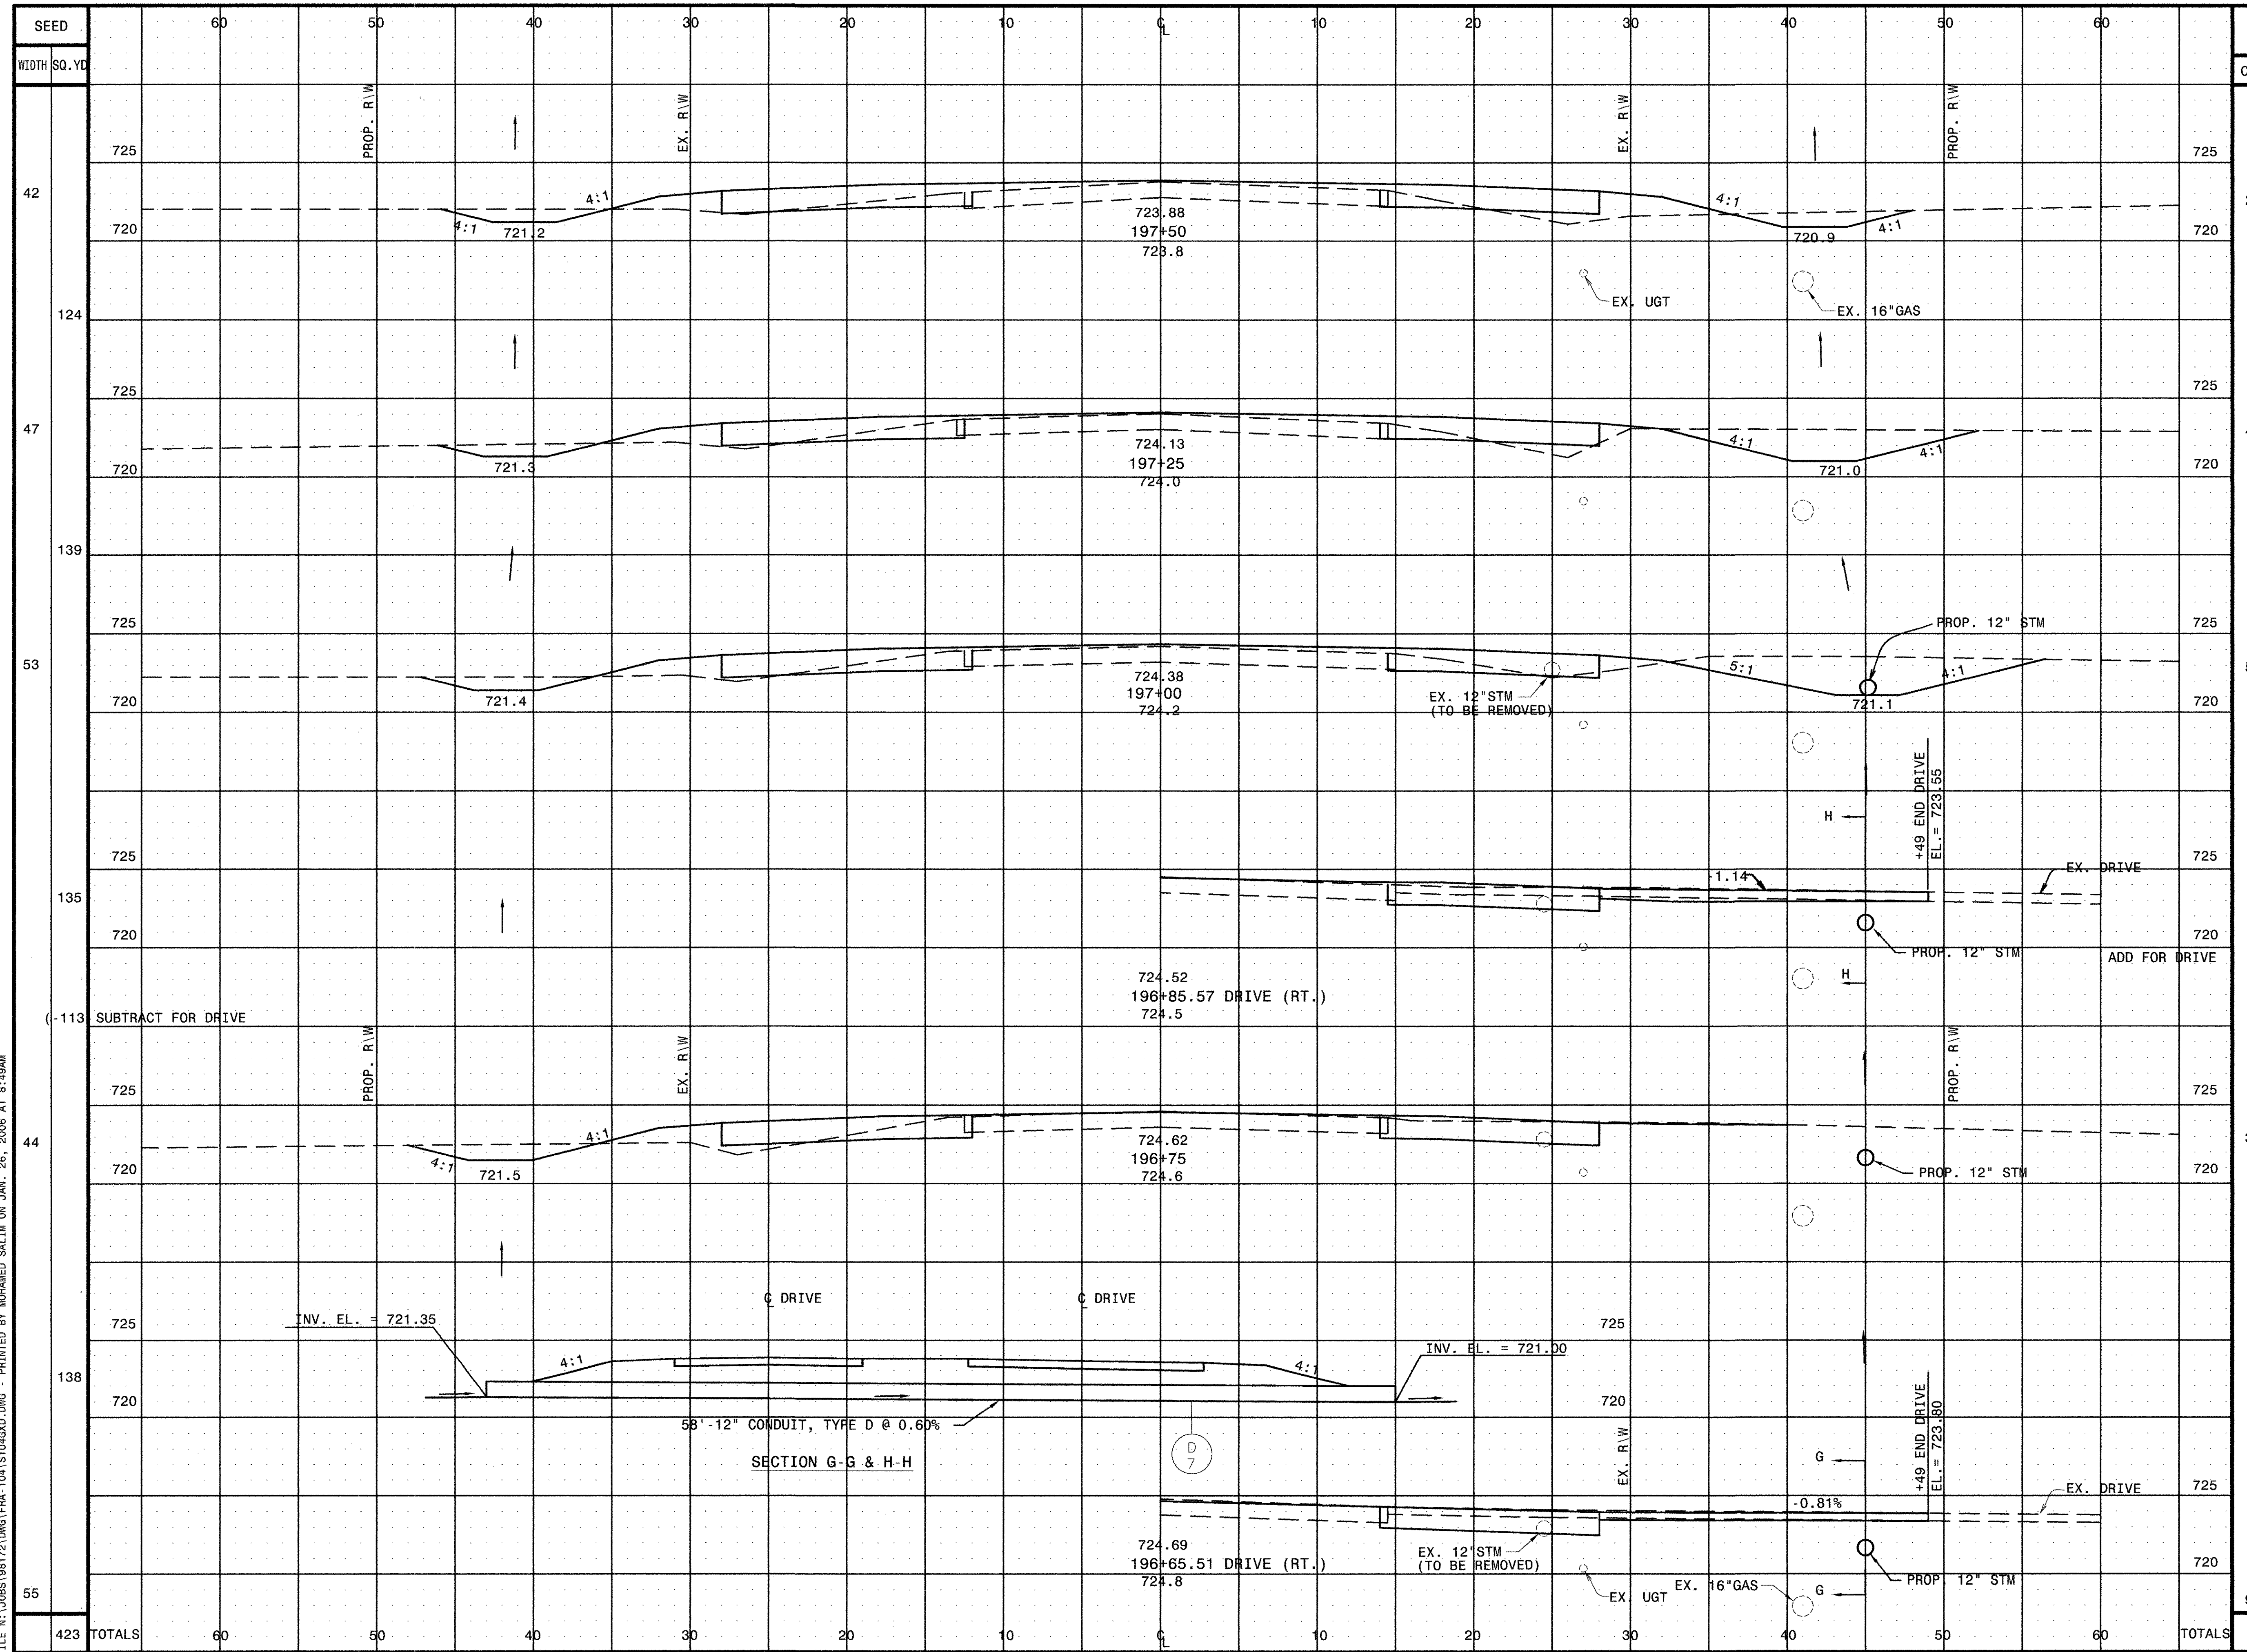 SEED
WIDTH SQ.YD
60 50 40 30 20 10 ℄ 10 20 30 40 50 60
PROP. R\W
EX. R\W
EX. R\W
PROP. R\W
725 725
42
4:1 4:1
4:1 721.2
723.88
197+50
723.8
720.9 4:1
720 720
EX. UGT
EX. 16"GAS
124
725 725
47
4:1 4:1
721.3
724.13
197+25
724.0
721.0
720 720
139
725 725
PROP. 12" STM
53
5:1 4:1
721.4
724.38
197+00
724.2
EX. 12"STM
(TO BE REMOVED)
721.1
720 720
+49 END DRIVE
EL.= 723.55
H
725 725
-1.14
EX. DRIVE
135
720 720
PROP. 12" STM
ADD FOR DRIVE
H
724.52
196+85.57 DRIVE (RT.)
724.5
(-113 SUBTRACT FOR DRIVE
PROP. R\W
EX. R\W
PROP. R\W
725 725
44
4:1
4:1
721.5
724.62
196+75
724.6
720 720
PROP. 12" STM
℄ DRIVE ℄ DRIVE
INV. EL. = 721.35
725 725
INV. EL. = 721.00
4:1 4:1
138
720 720
58'-12" CONDUIT, TYPE D @ 0.60%
D
7
SECTION G-G & H-H
EX. R\W
+49 END DRIVE
EL.= 723.80
G
725
EX. DRIVE
-0.81%
724.69
196+65.51 DRIVE (RT.)
724.8
EX. 12"STM
(TO BE REMOVED)
720
PROP. 12" STM
EX. UGT
EX. 16"GAS
G
55
423 TOTALS 60 50 40 30 20 10 ℄ 10 20 30 40 50 60 TOTALS
- PRINTED BY MOHAMED SALIM ON JAN. 26, 2006 AT 8:49AM